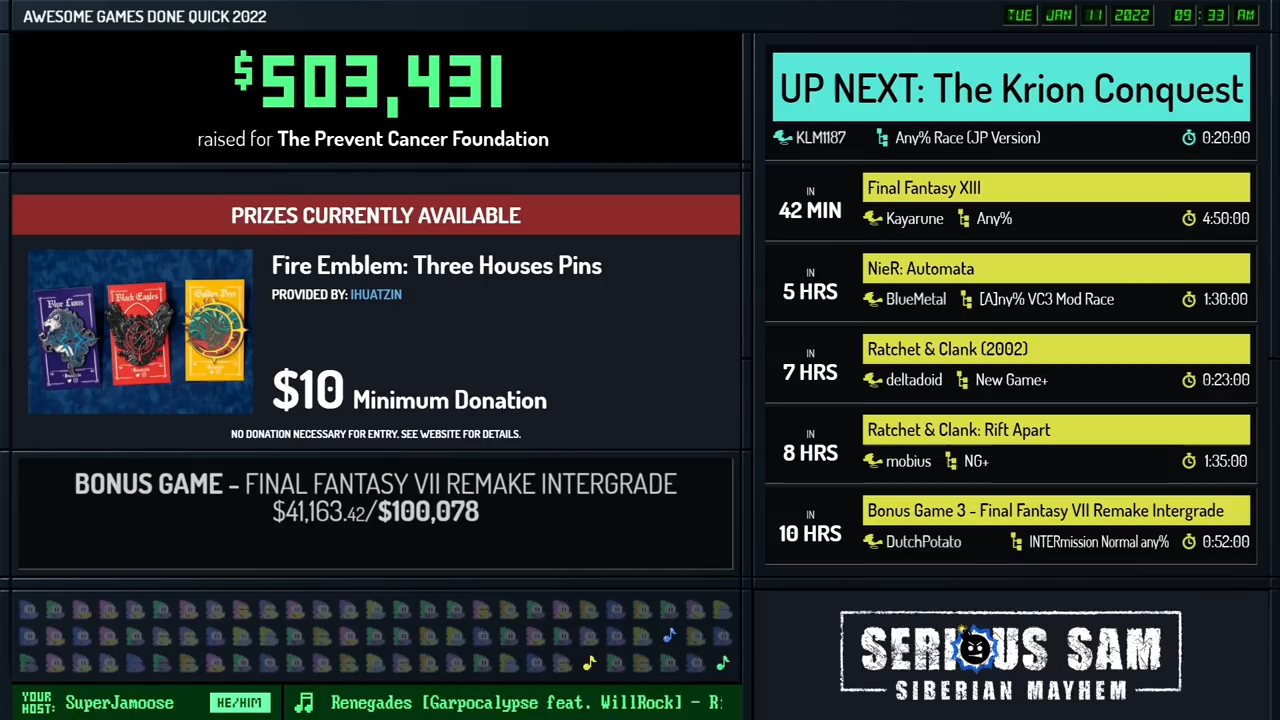 AWESOME GAMES DONE QUICK 2022
TUE JAN 11 2022 09:33 AM
$503,431
raised for The Prevent Cancer Foundation
PRIZES CURRENTLY AVAILABLE
Blue Lions
Black Eagles
Golden Deer
Fire Emblem: Three Houses Pins
PROVIDED BY: IHUATZIN
$10 Minimum Donation
NO DONATION NECESSARY FOR ENTRY. SEE WEBSITE FOR DETAILS.
BONUS GAME - FINAL FANTASY VII REMAKE INTERGRADE
$41,163.42/$100,078
YOUR HOST: SuperJamoose HE/HIM
Renegades [Garpocalypse feat. WillRock] - R
UP NEXT: The Krion Conquest
KLM1187 Any% Race (JP Version) 0:20:00
IN 42 MIN
Final Fantasy XIII
Kayarune Any% 4:50:00
IN 5 HRS
NieR: Automata
BlueMetal [A]ny% VC3 Mod Race 1:30:00
IN 7 HRS
Ratchet & Clank (2002)
deltadoid New Game+ 0:23:00
IN 8 HRS
Ratchet & Clank: Rift Apart
mobius NG+ 1:35:00
IN 10 HRS
Bonus Game 3 - Final Fantasy VII Remake Intergrade
DutchPotato INTERmission Normal any% 0:52:00
SERIOUS SAM
SIBERIAN MAYHEM